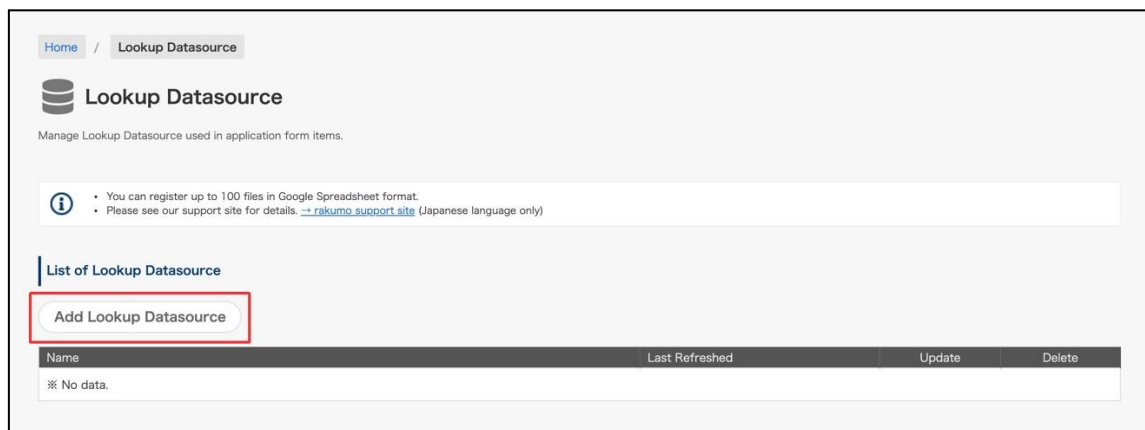 Home / Lookup Datasource
Lookup Datasource
Manage Lookup Datasource used in application form items.
• You can register up to 100 files in Google Spreadsheet format.
• Please see our support site for details. → rakumo support site (Japanese language only)
List of Lookup Datasource
Add Lookup Datasource
Name Last Refreshed Update Delete
※ No data.